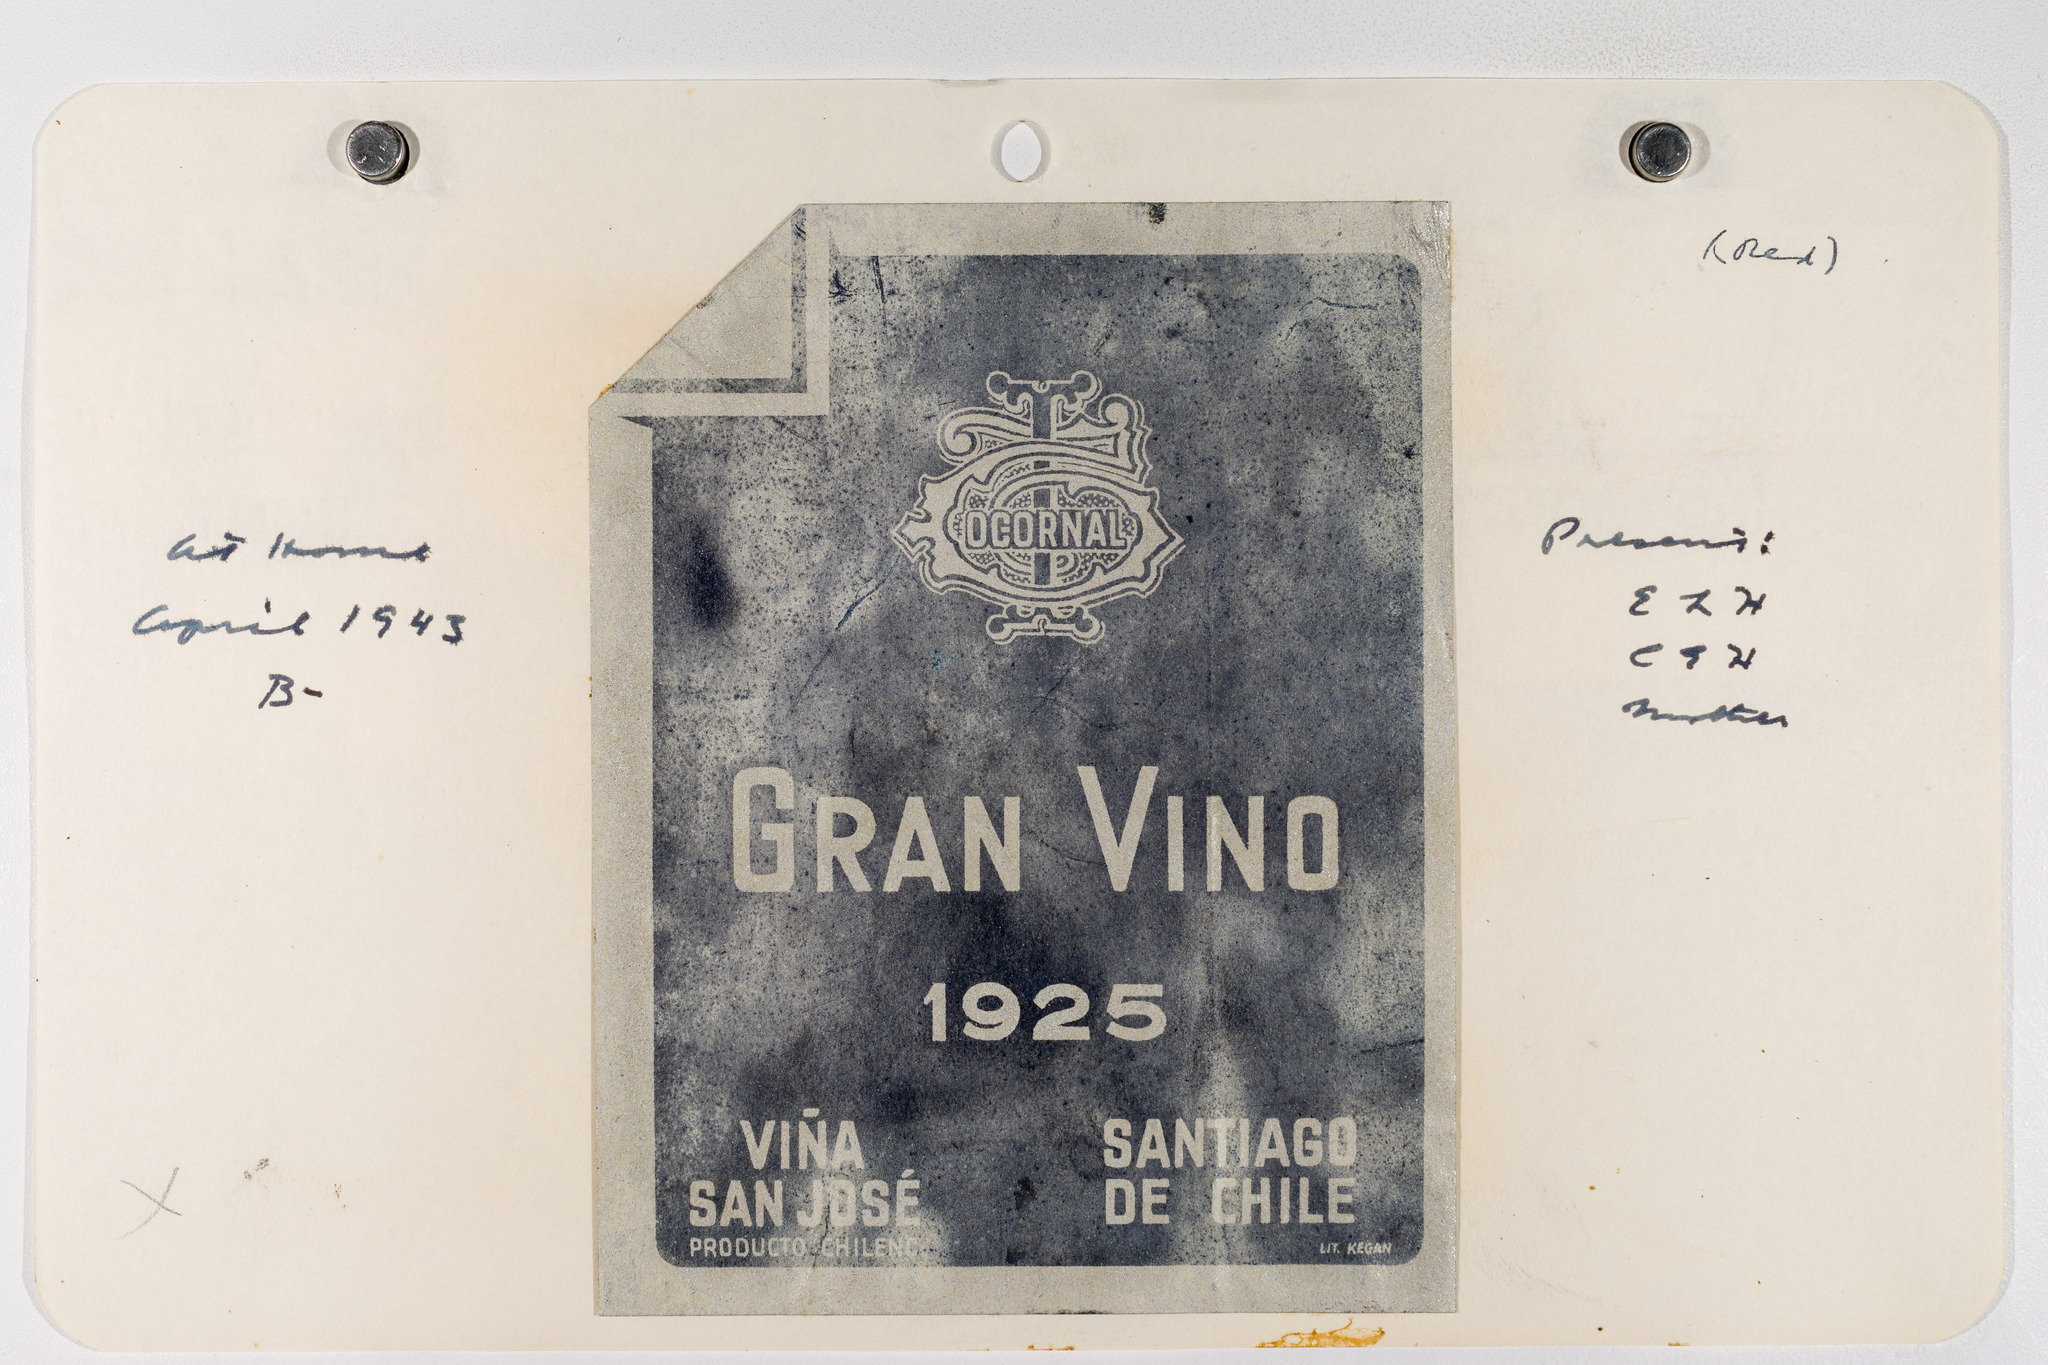 (Red)
At Home
April 1943
B-
OCORNAL
GRAN VINO
1925
VIÑA
SAN JOSÉ
PRODUCTO CHILENO
SANTIAGO
DE CHILE
LIT. KEGAN
Present:
E L H
C G H
Mother
X